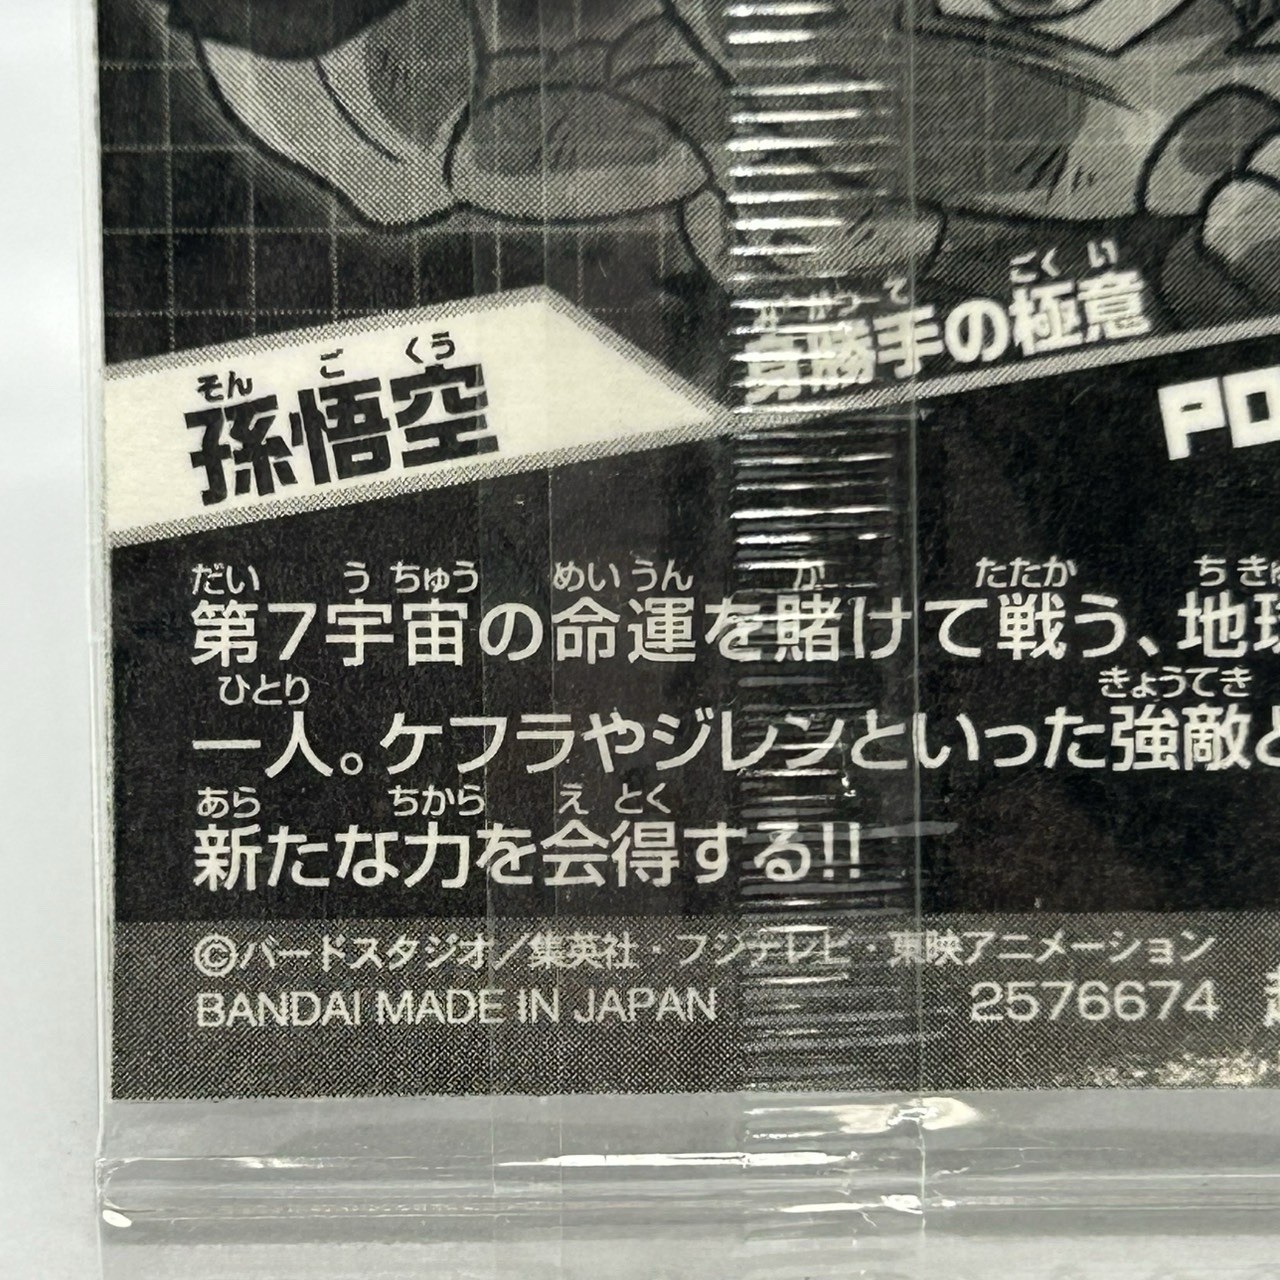 身勝手の極意
孫悟空
PO
第7宇宙の命運を賭けて戦う、地球
一人。ケフラやジレンといった強敵と
新たな力を会得する!!
©バードスタジオ／集英社・フジテレビ・東映アニメーション
BANDAI MADE IN JAPAN 2576674 超